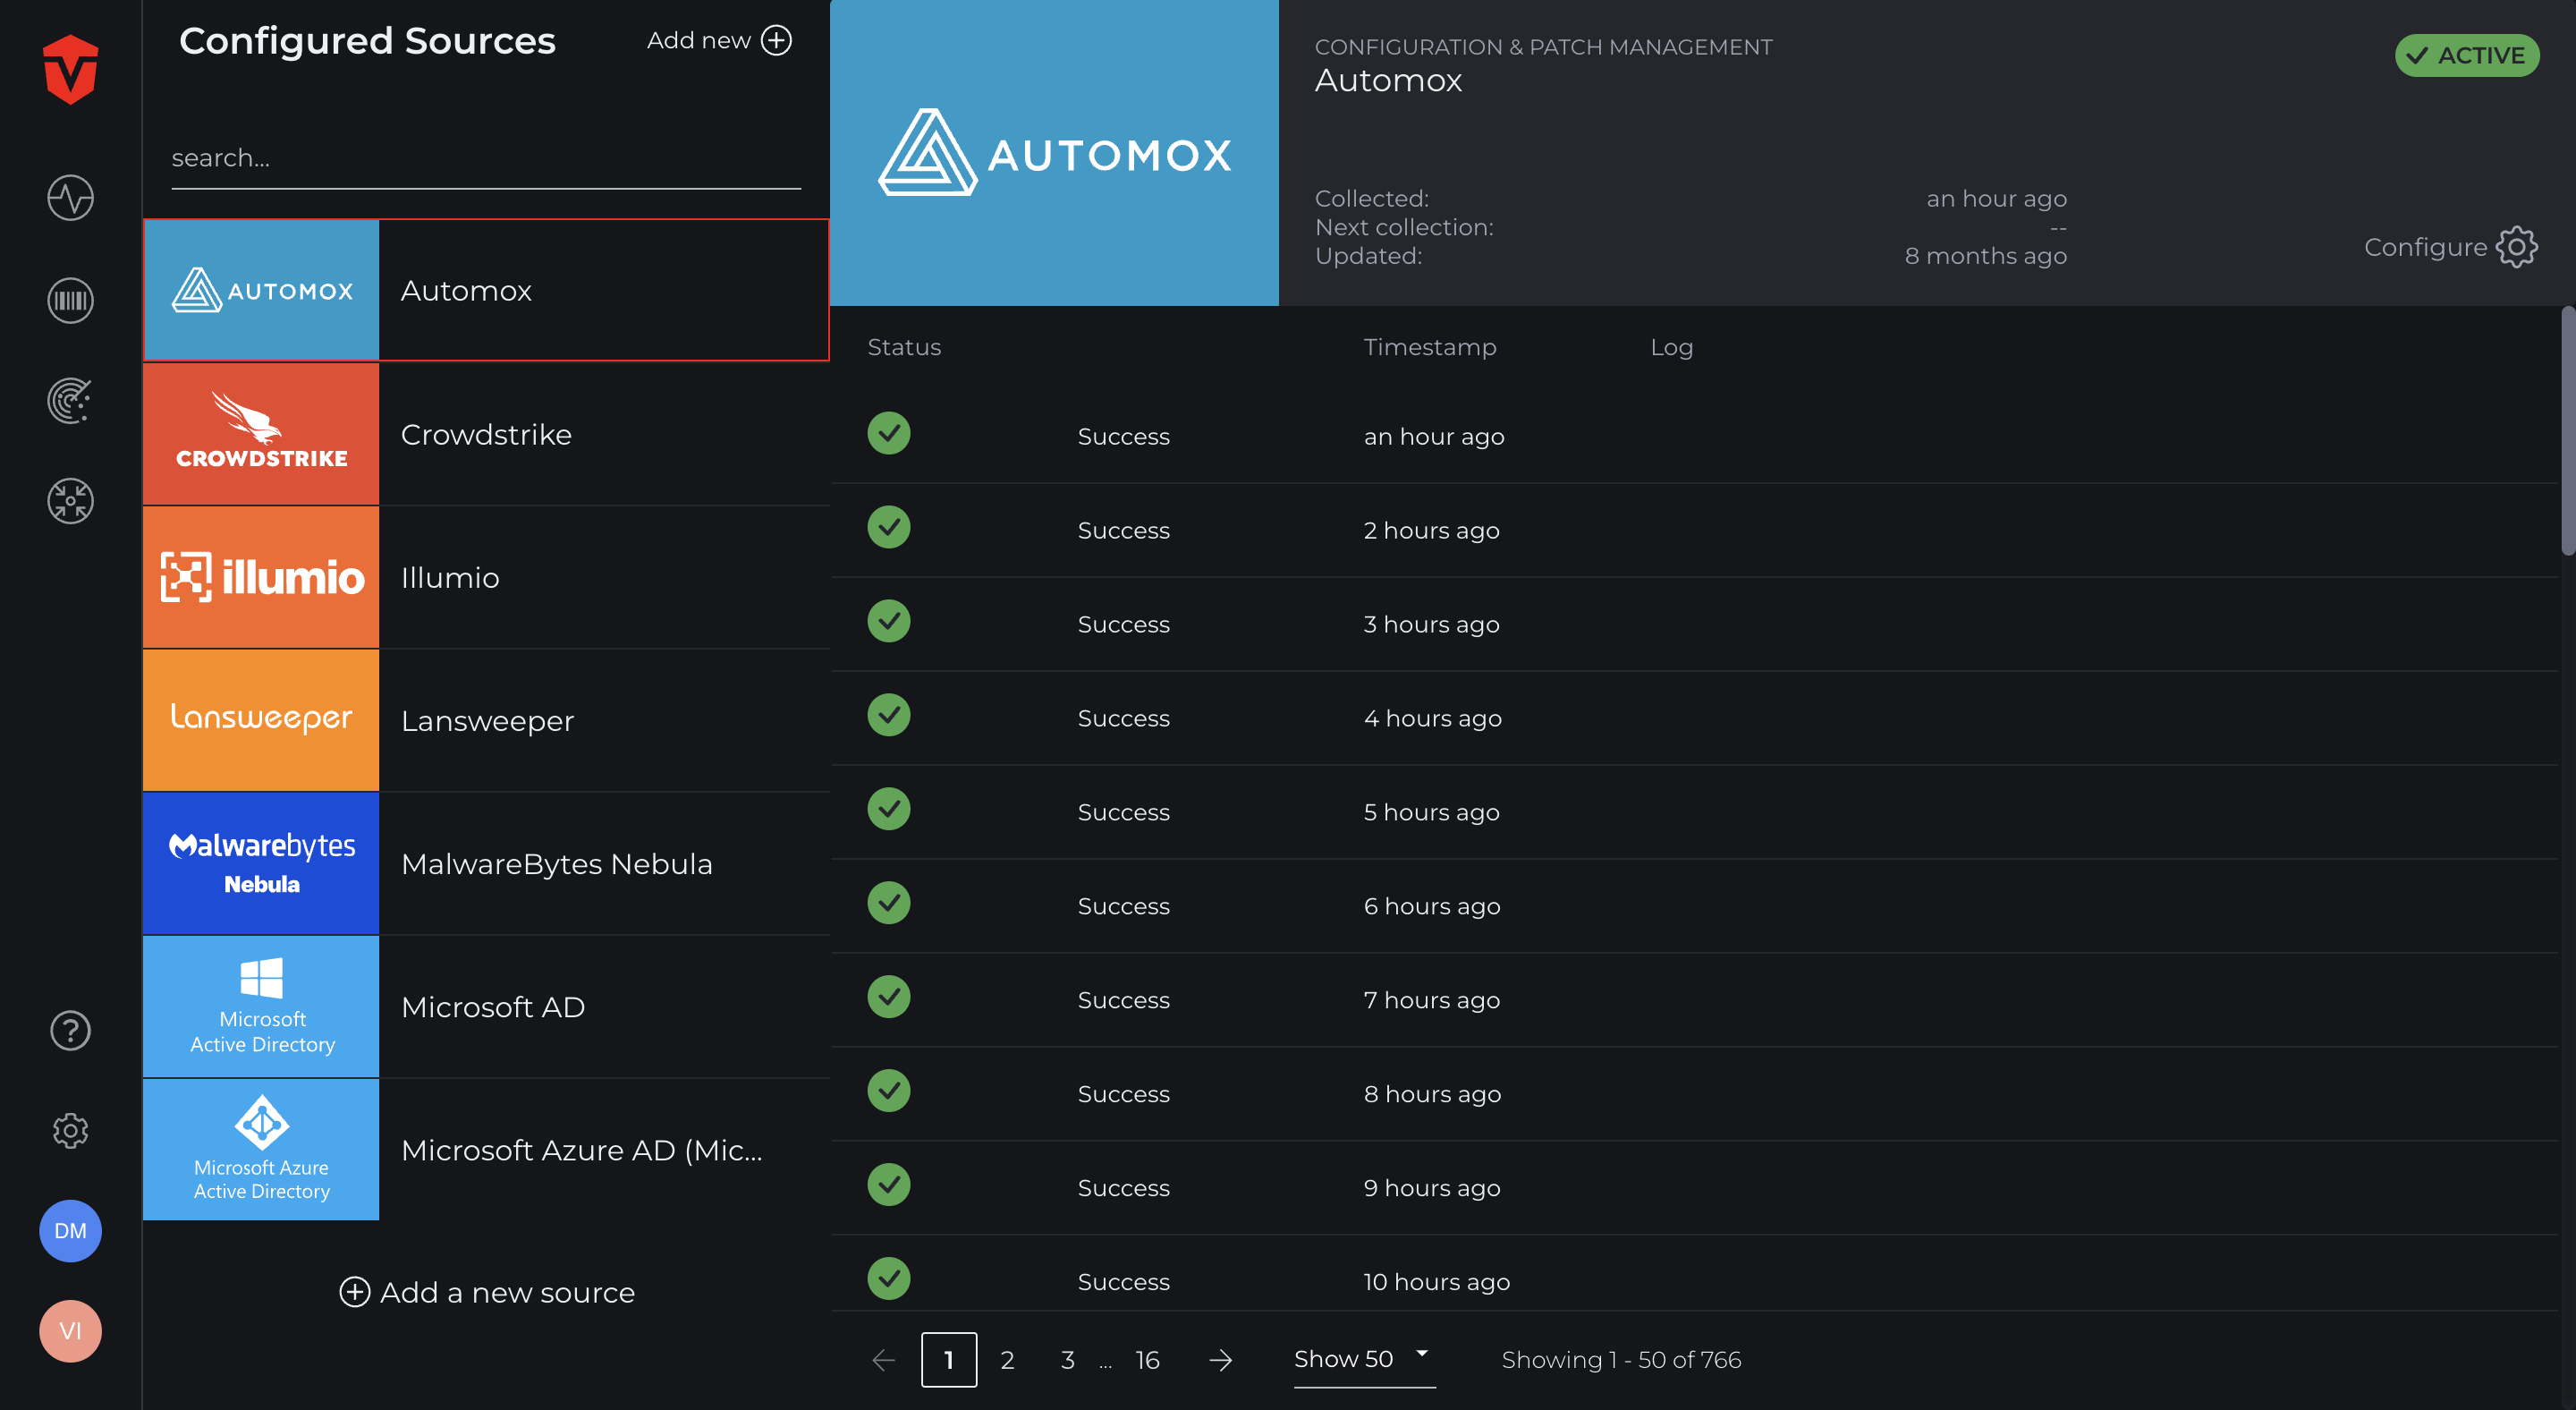 Configured Sources
Add new
search...
AUTOMOX
Automox
CROWDSTRIKE
Crowdstrike
illumio
Illumio
Lansweeper
Lansweeper
Malwarebytes
Nebula
MalwareBytes Nebula
Microsoft
Active Directory
Microsoft AD
Microsoft Azure
Active Directory
Microsoft Azure AD (Mic...
Add a new source
DM
VI
AUTOMOX
CONFIGURATION & PATCH MANAGEMENT
Automox
ACTIVE
Collected: an hour ago
Next collection: --
Updated: 8 months ago
Configure
Status Timestamp Log
Success an hour ago
Success 2 hours ago
Success 3 hours ago
Success 4 hours ago
Success 5 hours ago
Success 6 hours ago
Success 7 hours ago
Success 8 hours ago
Success 9 hours ago
Success 10 hours ago
1 2 3 ... 16 Show 50 Showing 1 - 50 of 766